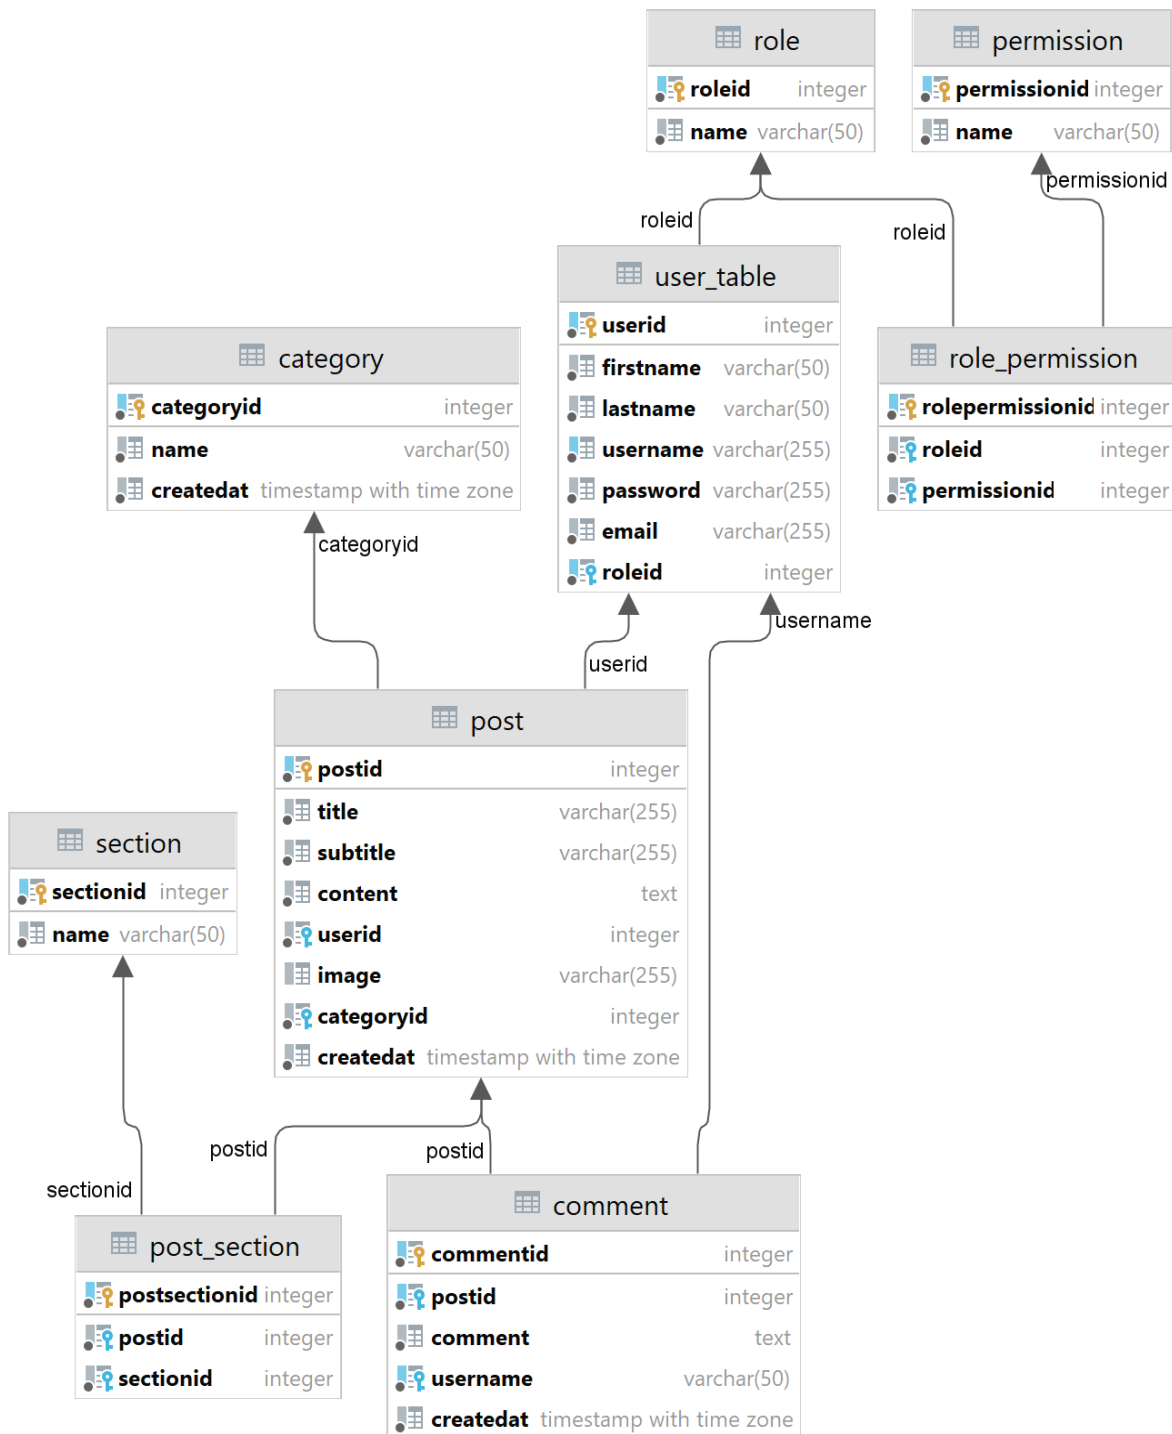 role
roleid integer
name varchar(50)
permission
permissionid integer
name varchar(50)
permissionid
roleid
roleid
user_table
userid integer
firstname varchar(50)
lastname varchar(50)
username varchar(255)
password varchar(255)
email varchar(255)
roleid integer
role_permission
rolepermissionid integer
roleid integer
permissionid integer
category
categoryid integer
name varchar(50)
createdat timestamp with time zone
categoryid
userid
username
post
postid integer
title varchar(255)
subtitle varchar(255)
content text
userid integer
image varchar(255)
categoryid integer
createdat timestamp with time zone
section
sectionid integer
name varchar(50)
postid
postid
sectionid
post_section
postsectionid integer
postid integer
sectionid integer
comment
commentid integer
postid integer
comment text
username varchar(50)
createdat timestamp with time zone